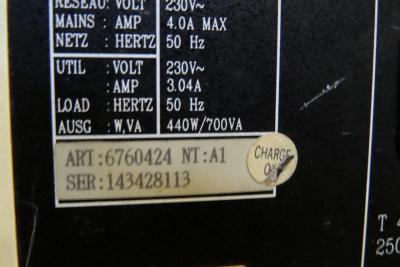 RESEAU: VOLT 230V~
MAINS : AMP 4.0A MAX
NETZ : HERTZ 50 Hz
UTIL : VOLT 230V~
: AMP 3.04A
LOAD : HERTZ 50 Hz
AUSG : W,VA 440W/700VA
ART:6760424 NT:A1
SER:143428113
CHARGE
T 4
250